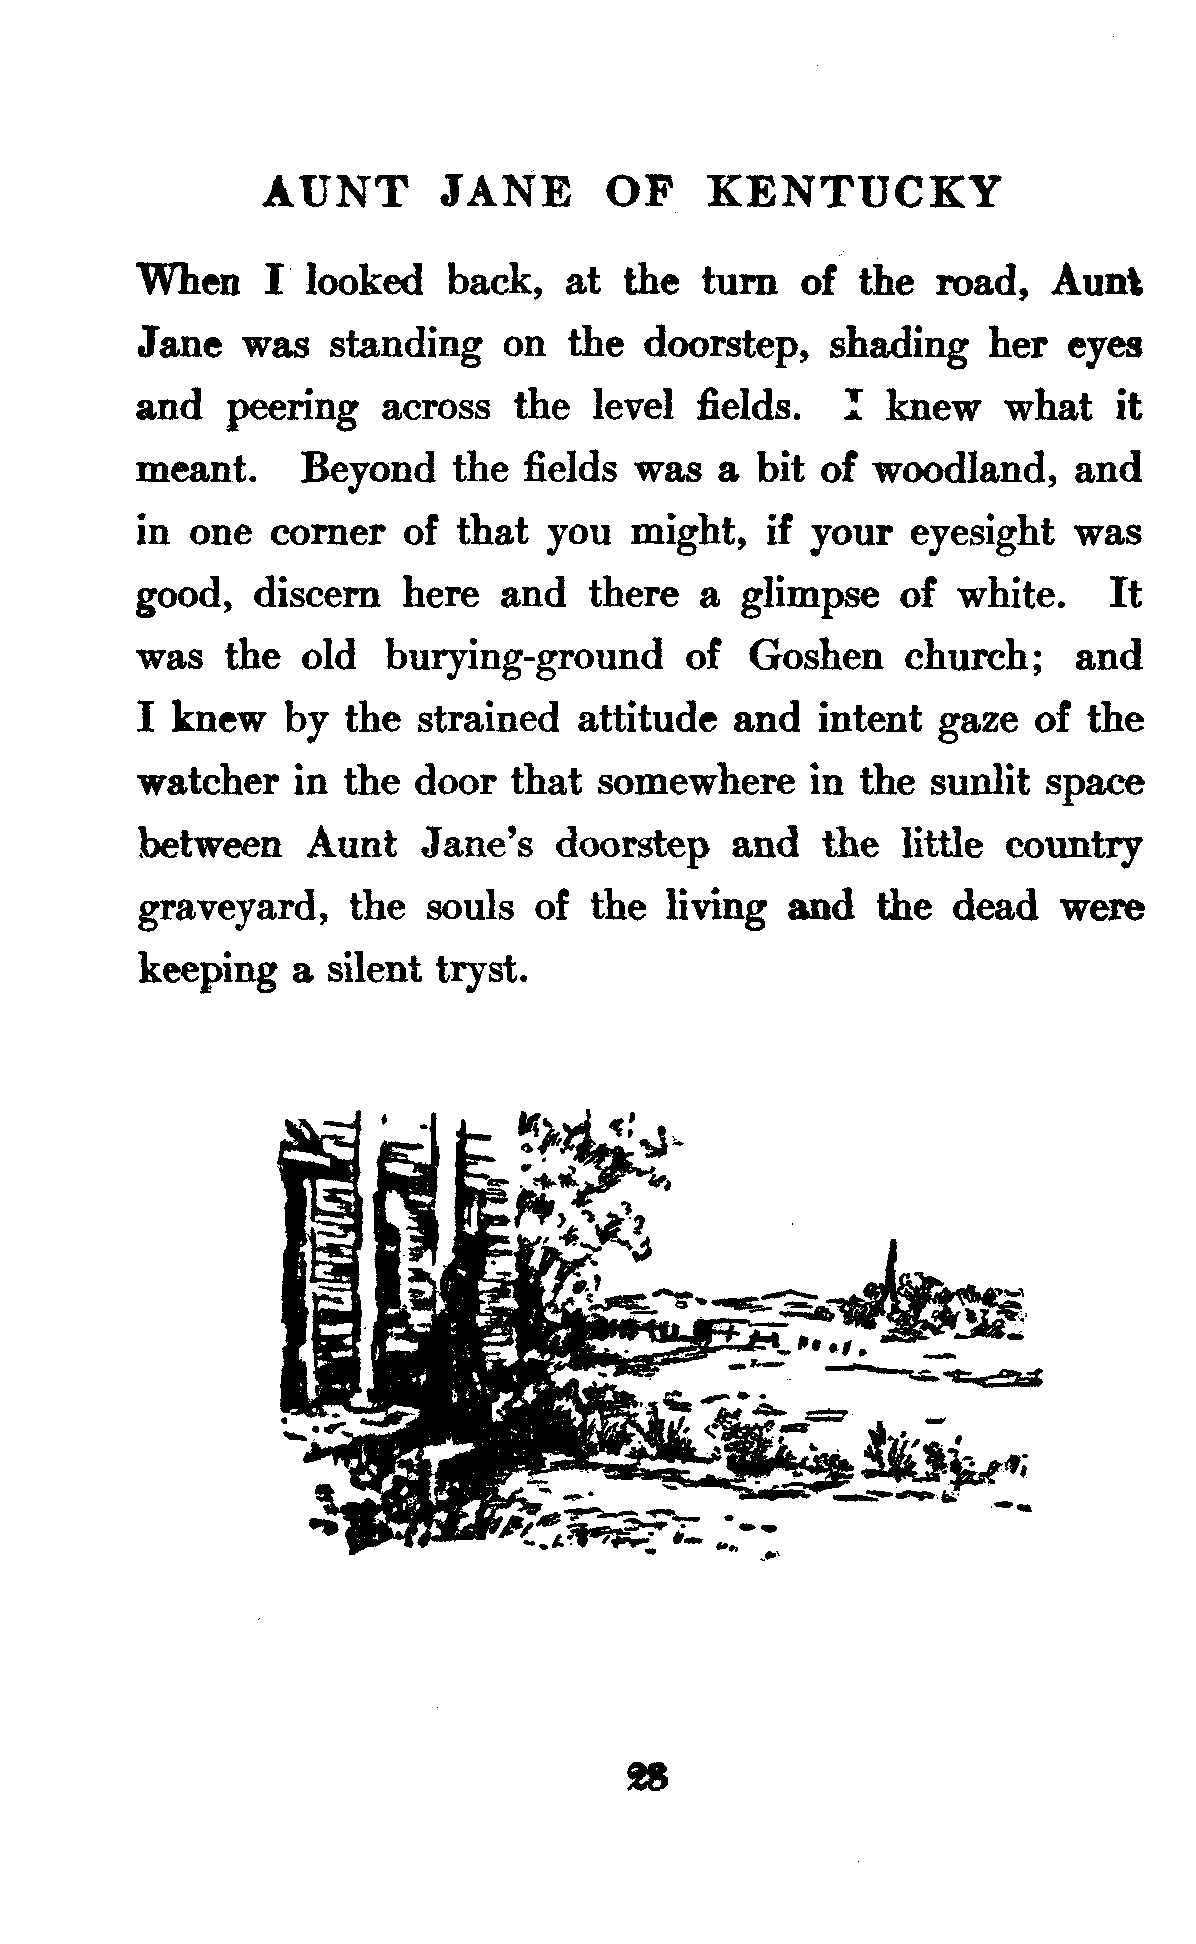 AUNT JANE OF KENTUCKY
When I looked back, at the turn of the road, Aunt
Jane was standing on the doorstep, shading her eyes
and peering across the level fields. I knew what it
meant. Beyond the fields was a bit of woodland, and
in one corner of that you might, if your eyesight was
good, discern here and there a glimpse of white. It
was the old burying-ground of Goshen church; and
I knew by the strained attitude and intent gaze of the
watcher in the door that somewhere in the sunlit space
between Aunt Jane's doorstep and the little country
graveyard, the souls of the living and the dead were
keeping a silent tryst.
28